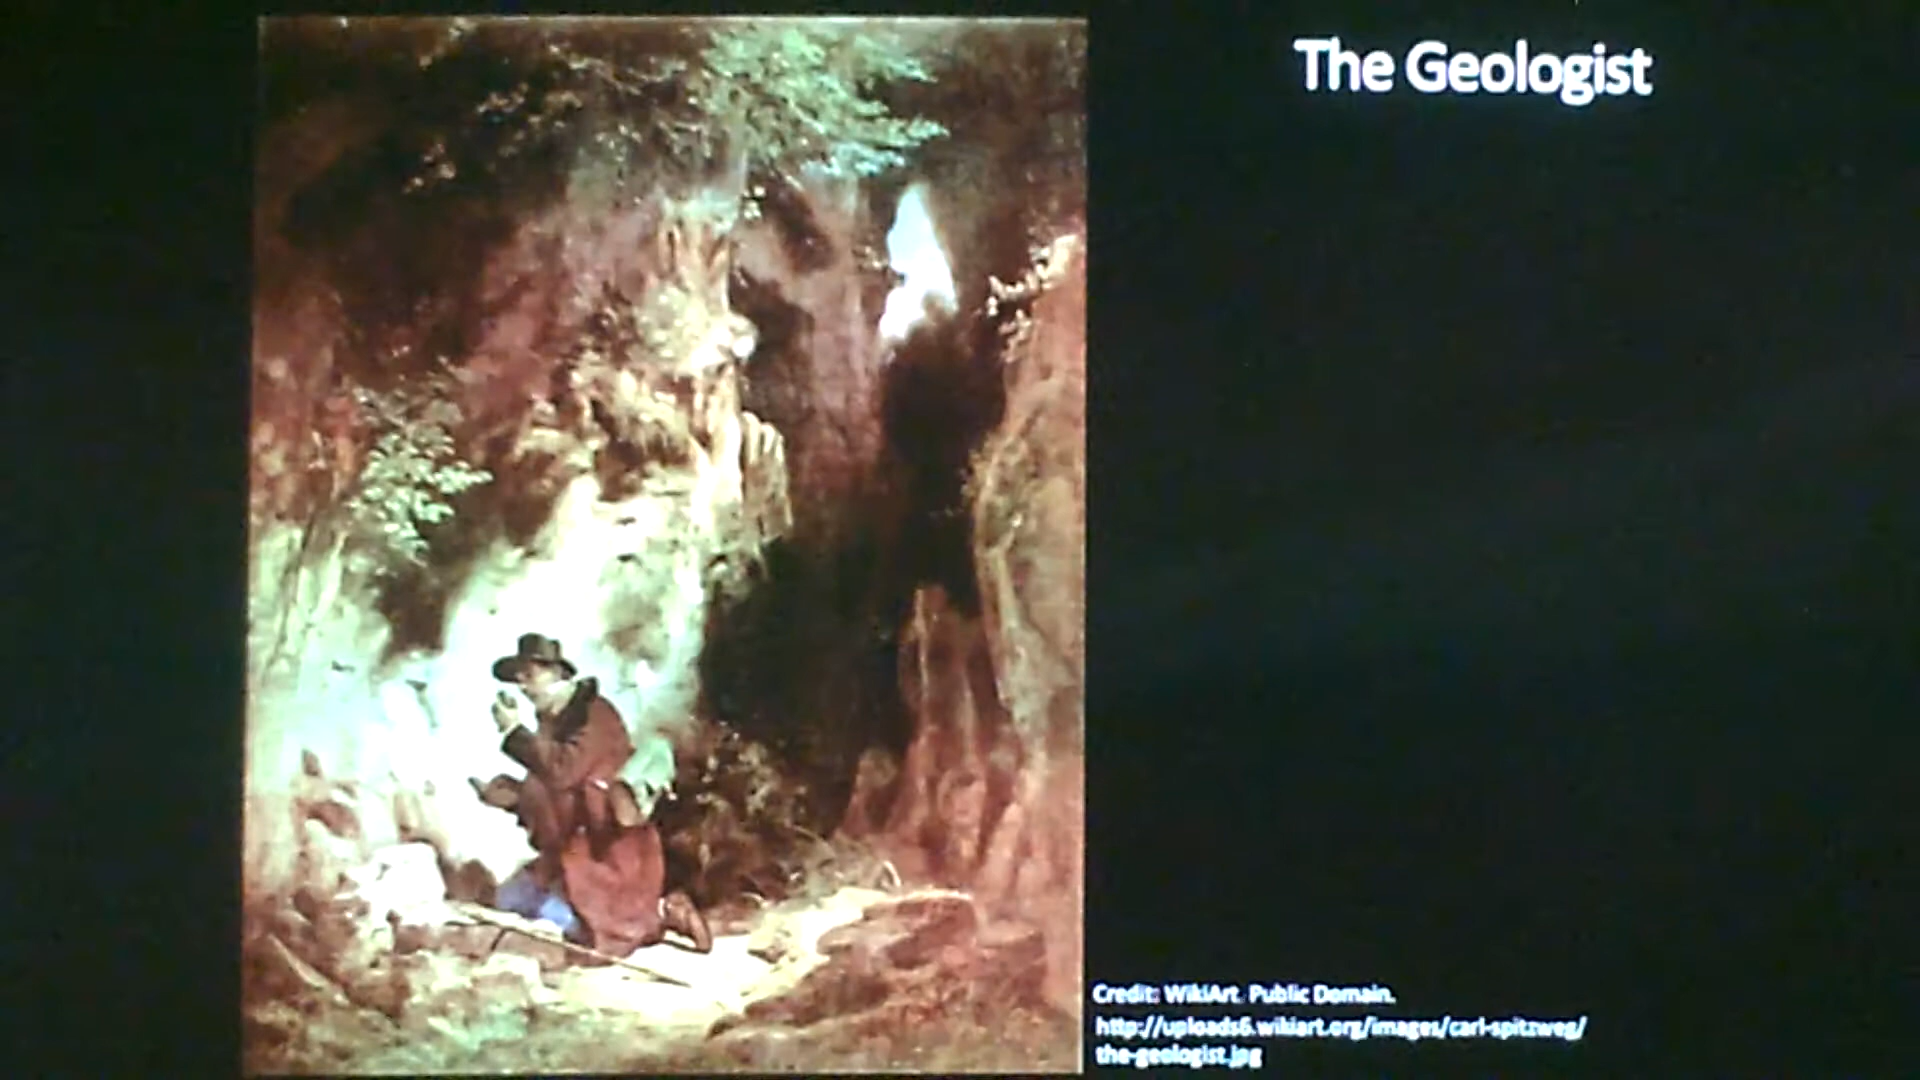 The Geologist
Credit: WikiArt. Public Domain.
http://uploads6.wikiart.org/images/carl-spitzweg/
the-geologist.jpg